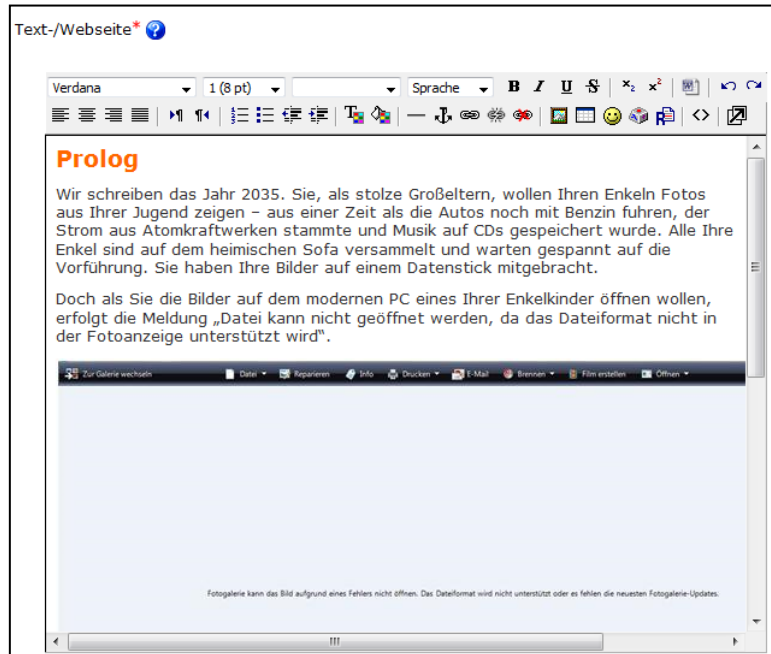 Text-/Webseite*
Verdana 1 (8 pt) Sprache B I U S x₂ x²
Prolog
Wir schreiben das Jahr 2035. Sie, als stolze Großeltern, wollen Ihren Enkeln Fotos
aus Ihrer Jugend zeigen – aus einer Zeit als die Autos noch mit Benzin fuhren, der
Strom aus Atomkraftwerken stammte und Musik auf CDs gespeichert wurde. Alle Ihre
Enkel sind auf dem heimischen Sofa versammelt und warten gespannt auf die
Vorführung. Sie haben Ihre Bilder auf einem Datenstick mitgebracht.
Doch als Sie die Bilder auf dem modernen PC eines Ihrer Enkelkinder öffnen wollen,
erfolgt die Meldung „Datei kann nicht geöffnet werden, da das Dateiformat nicht in
der Fotoanzeige unterstützt wird".
Zur Galerie wechseln Datei Reparieren Info Drucken E-Mail Brennen Film erstellen Öffnen
Fotogalerie kann das Bild aufgrund eines Fehlers nicht öffnen. Das Dateiformat wird nicht unterstützt oder es fehlen die neuesten Fotogalerie-Updates.